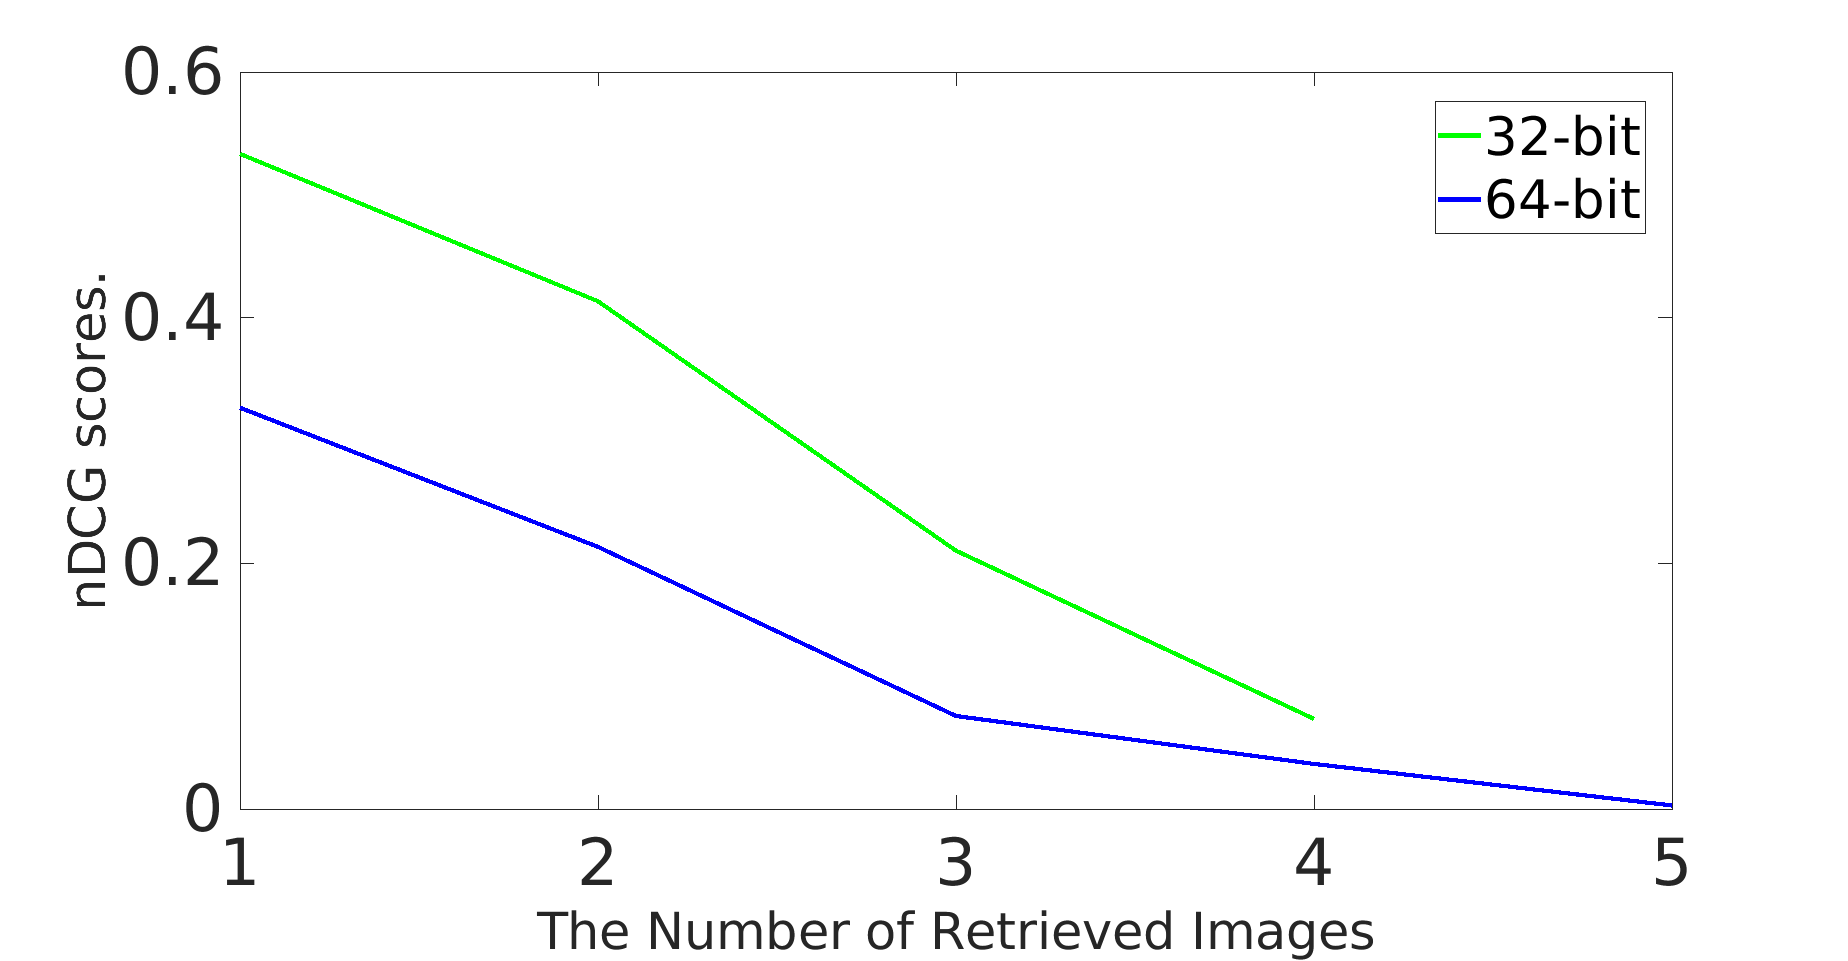 0.6
0.4
0.2
0
nDCG scores.
32-bit
64-bit
1 2 3 4 5
The Number of Retrieved Images